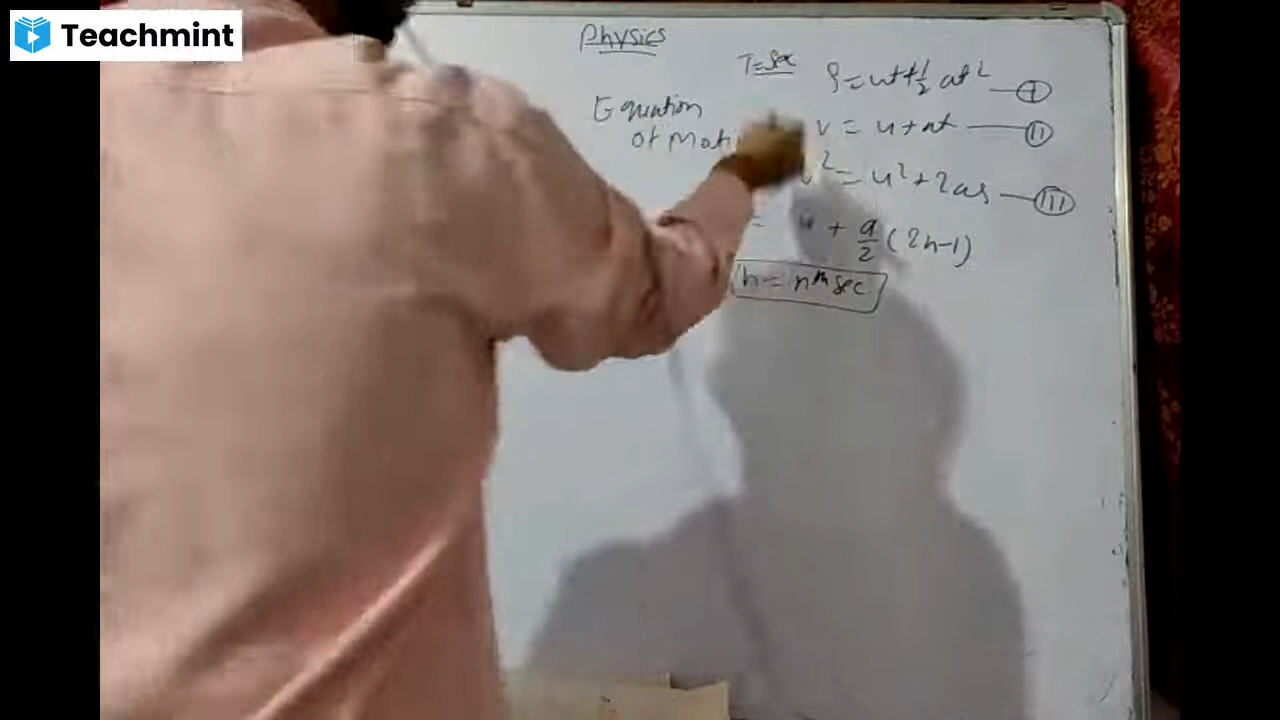 Teachmint
Physics
T = Sec
S = ut + 1/2 at² — I
Equation
of Moti
v = u + at — II
v² = u² + 2as — III
= u + a/2 (2n-1)
n = nth sec